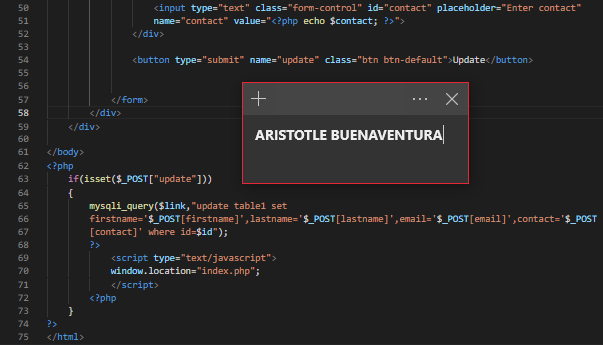 50 <input type="text" class="form-control" id="contact" placeholder="Enter contact"
51 name="contact" value="<?php echo $contact; ?>">
52 </div>
53
54 <button type="submit" name="update" class="btn btn-default">Update</button>
55
56
57 </form>
58 </div>
59 </div>
60
61 </body>
62 <?php
63 if(isset($_POST["update"]))
64 {
65 mysqli_query($link,"update table1 set
66 firstname='$_POST[firstname]',lastname='$_POST[lastname]',email='$_POST[email]',contact='$_POST
67 [contact]' where id=$id");
68 ?>
69 <script type="text/javascript">
70 window.location="index.php";
71 </script>
72 <?php
73 }
74 ?>
75 </html>
ARISTOTLE BUENAVENTURA